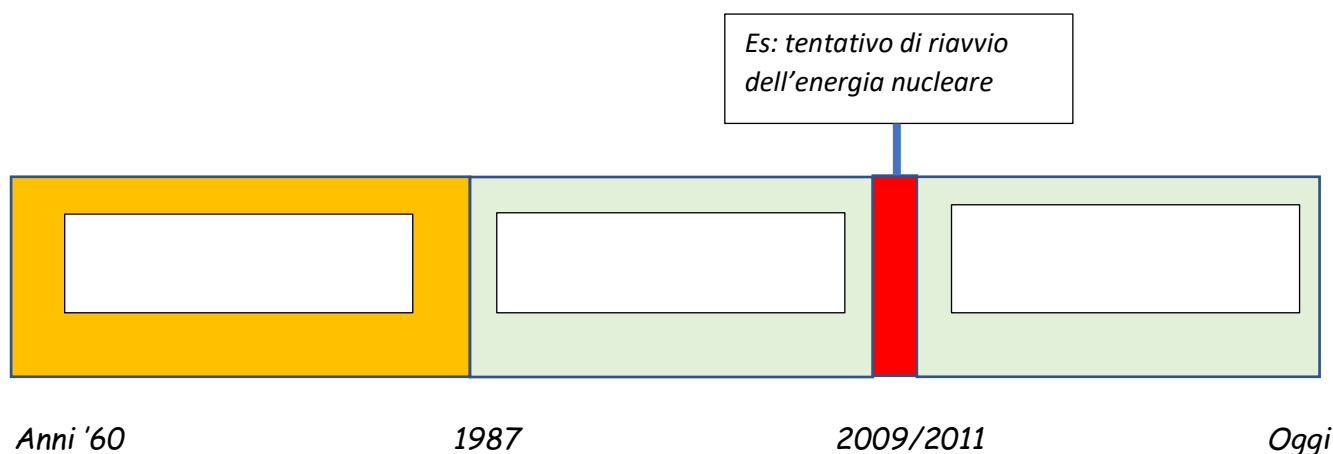 Es: tentativo di riavvio
dell’energia nucleare
Anni ’60 1987 2009/2011 Oggi